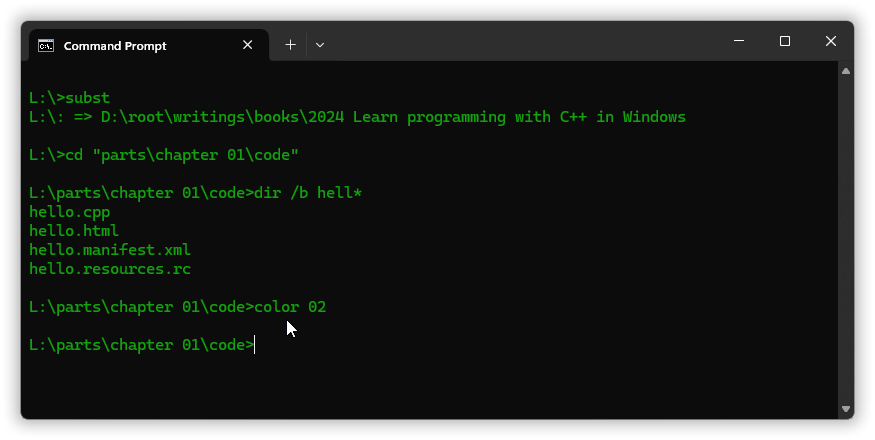 Command Prompt
L:\>subst
L:\: => D:\root\writings\books\2024 Learn programming with C++ in Windows
L:\>cd "parts\chapter 01\code"
L:\parts\chapter 01\code>dir /b hell*
hello.cpp
hello.html
hello.manifest.xml
hello.resources.rc
L:\parts\chapter 01\code>color 02
L:\parts\chapter 01\code>